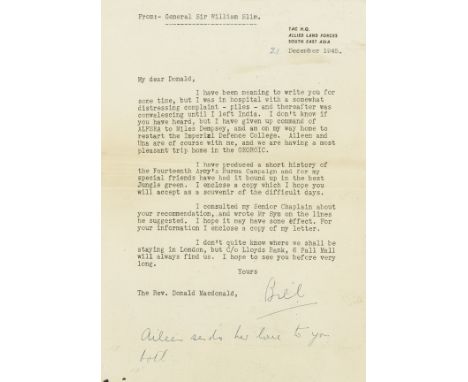 From:- General Sir William Slim.
THE H.Q.
ALLIED LAND FORCES
SOUTH EAST ASIA
21 December 1945.
My dear Donald,
I have been meaning to write you for
some time, but I was in hospital with a somewhat
distressing complaint - piles - and thereafter was
convalescing until I left India. I don't know if
you have heard, but I have given up command of
ALFSEA to Miles Dempsey, and am on my way home to
restart the Imperial Defence College. Aileen and
Una are of course with me, and we are having a most
pleasant trip home in the GEORGIC.
I have produced a short history of
the Fourteenth Army's Burma Campaign and for my
special friends have had it bound up in the best
Jungle green. I enclose a copy which I hope you
will accept as a souvenir of the difficult days.
I consulted my Senior Chaplain about
your recommendation, and wrote Mr Sym on the lines
he suggested. I hope it may have some effect. For
your information I enclose a copy of my letter.
I don't quite know where we shall be
staying in London, but C/o Lloyds Bank, 6 Pall Mall
will always find us. I hope to see you before very
long.
Yours
The Rev. Donald Macdonald,
Bill
Aileen sends her love to you
both